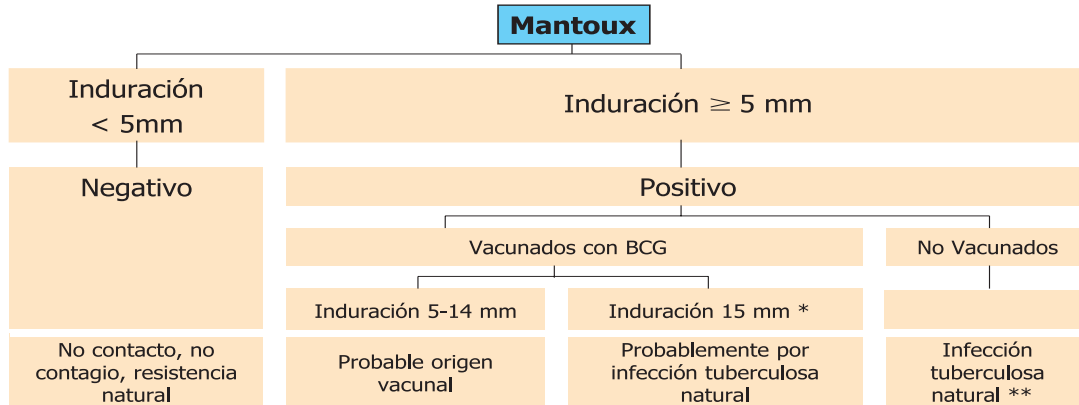 Mantoux
Induración
< 5mm
Induración ≥ 5 mm
Negativo
Positivo
Vacunados con BCG
No Vacunados
Induración 5-14 mm
Induración 15 mm *
No contacto, no
contagio, resistencia
natural
Probable origen
vacunal
Probablemente por
infección tuberculosa
natural
Infección
tuberculosa
natural **